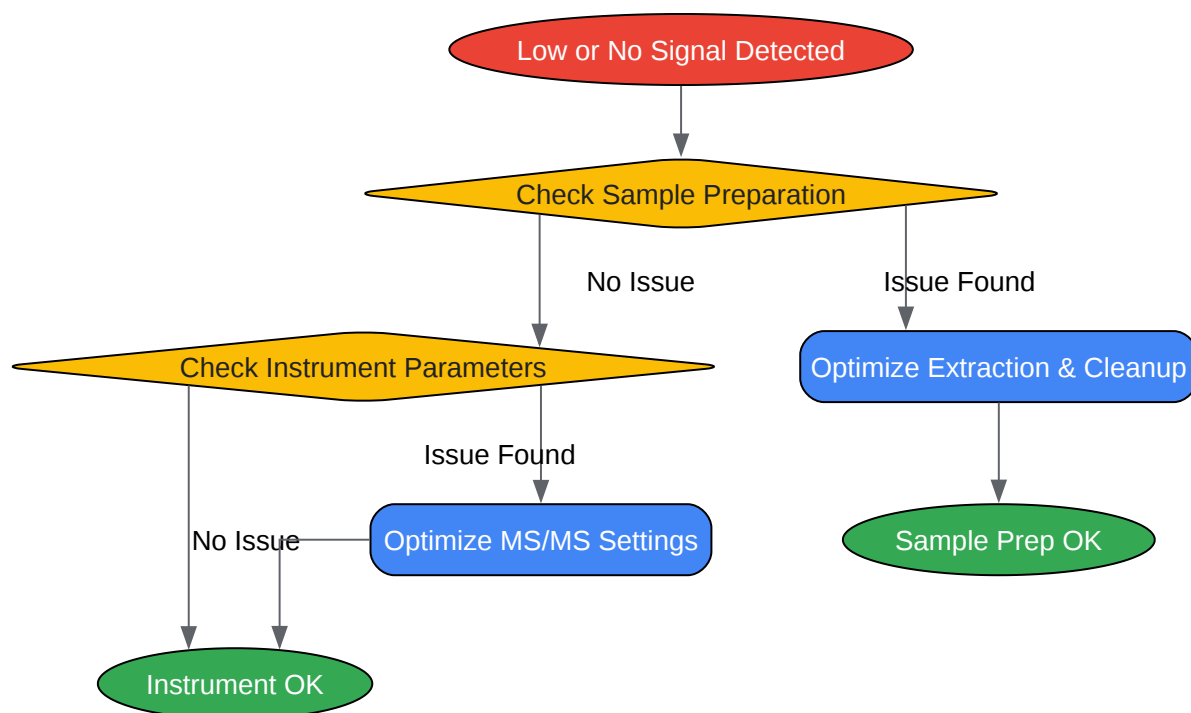 Low or No Signal Detected
Check Sample Preparation
No Issue
Issue Found
Check Instrument Parameters
Optimize Extraction & Cleanup
Issue Found
No Issue
Optimize MS/MS Settings
Sample Prep OK
Instrument OK